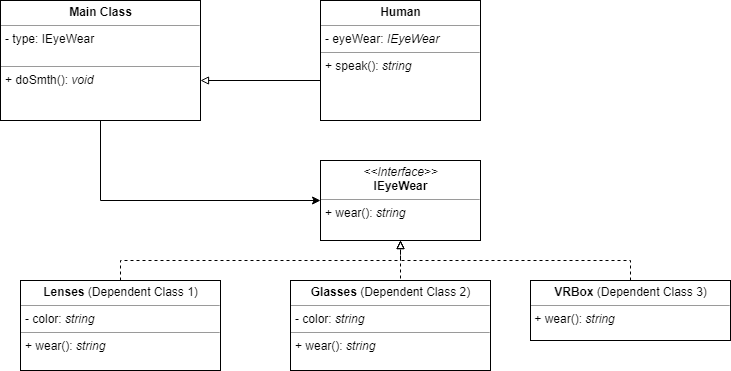 Main Class
- type: IEyeWear
+ doSmth(): void
Human
- eyeWear: IEyeWear
+ speak(): string
<<Interface>>
IEyeWear
+ wear(): string
Lenses (Dependent Class 1)
- color: string
+ wear(): string
Glasses (Dependent Class 2)
- color: string
+ wear(): string
VRBox (Dependent Class 3)
+ wear(): string